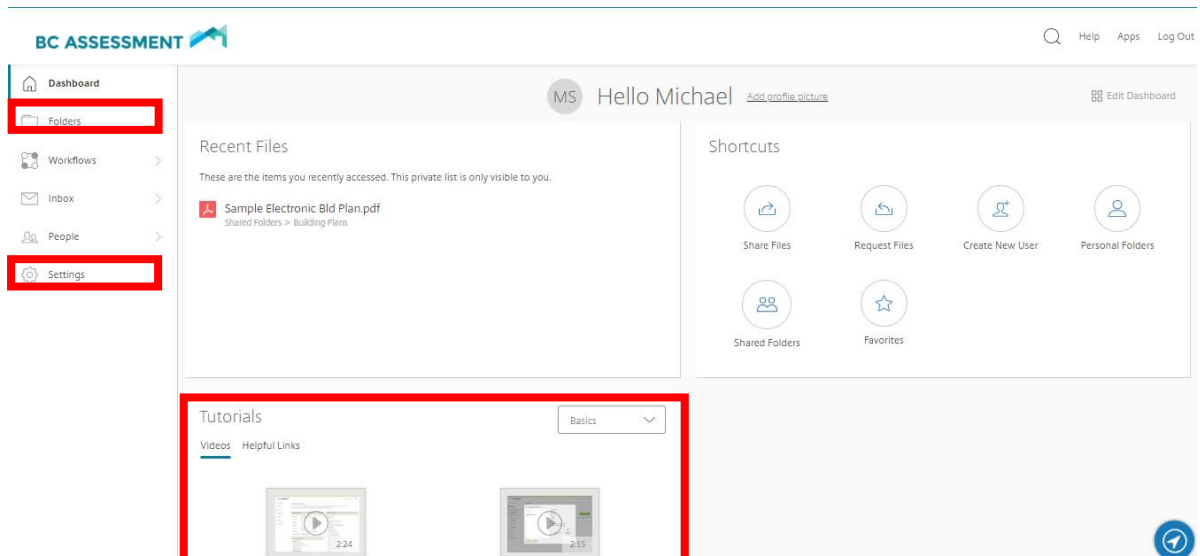 BC ASSESSMENT
Help Apps Log Out
Dashboard
Folders
Workflows
Inbox
People
Settings
MS Hello Michael Add profile picture
Edit Dashboard
Recent Files
These are the items you recently accessed. This private list is only visible to you.
Sample Electronic Bld Plan.pdf
Shared Folders > Building Plans
Shortcuts
Share Files Request Files Create New User Personal Folders
Shared Folders Favorites
Tutorials
Basics
Videos Helpful Links
2:24 2:15